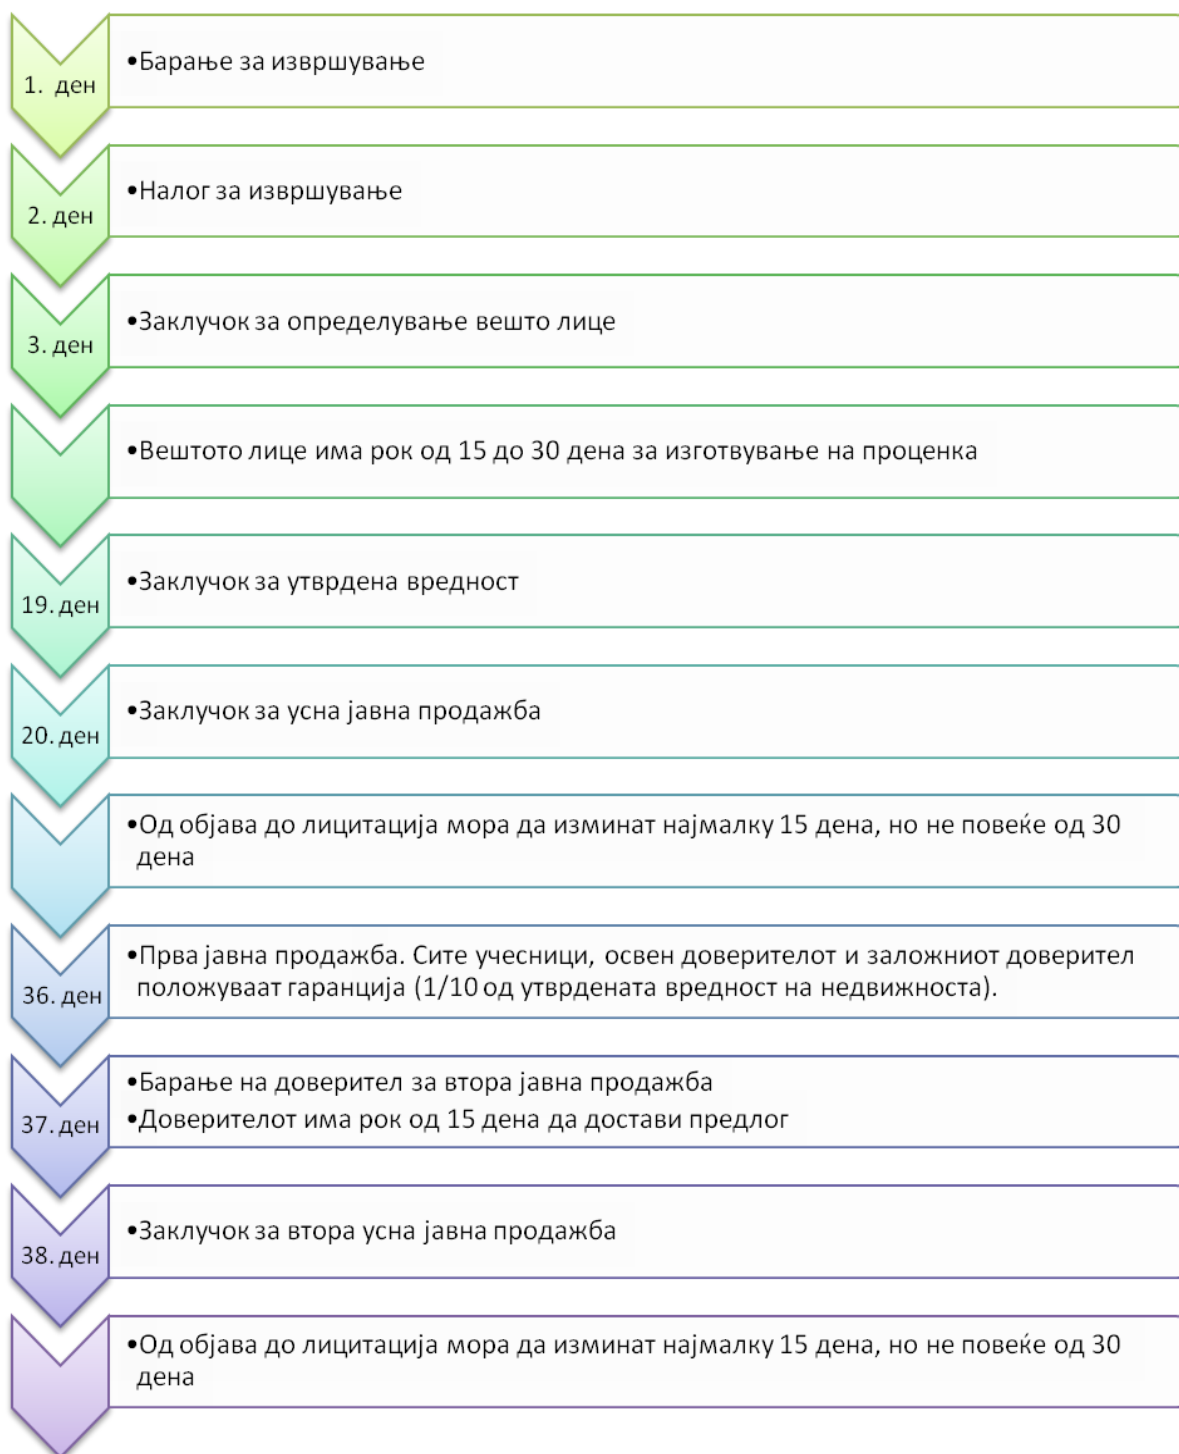 1. ден
•Барање за извршување
2. ден
•Налог за извршување
3. ден
•Заклучок за определување вешто лице
•Вештото лице има рок од 15 до 30 дена за изготвување на проценка
19. ден
•Заклучок за утврдена вредност
20. ден
•Заклучок за усна јавна продажба
•Од објава до лицитација мора да изминат најмалку 15 дена, но не повеќе од 30
дена
36. ден
•Прва јавна продажба. Сите учесници, освен доверителот и заложниот доверител
положуваат гаранција (1/10 од утврдената вредност на недвижноста).
37. ден
•Барање на доверител за втора јавна продажба
•Доверителот има рок од 15 дена да достави предлог
38. ден
•Заклучок за втора усна јавна продажба
•Од објава до лицитација мора да изминат најмалку 15 дена, но не повеќе од 30
дена